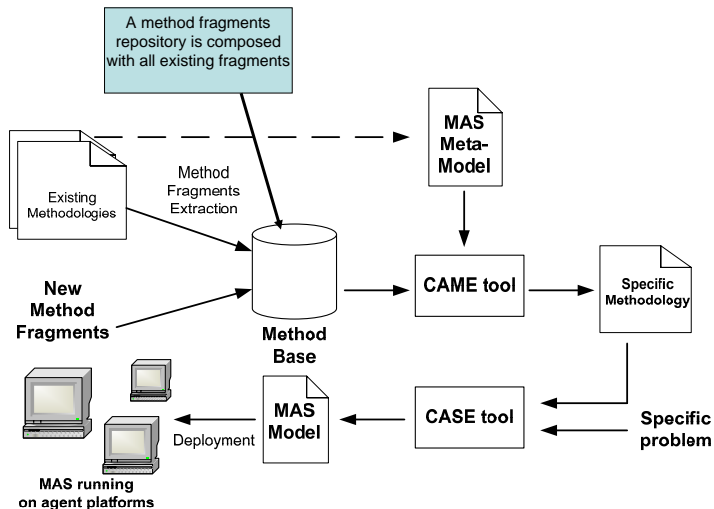 A method fragments
repository is composed
with all existing fragments
MAS
Meta-
Model
Existing
Methodologies
Method
Fragments
Extraction
CAME tool
Specific
Methodology
New
Method
Fragments
Method
Base
MAS
Model
CASE tool
Specific
problem
Deployment
MAS running
on agent platforms